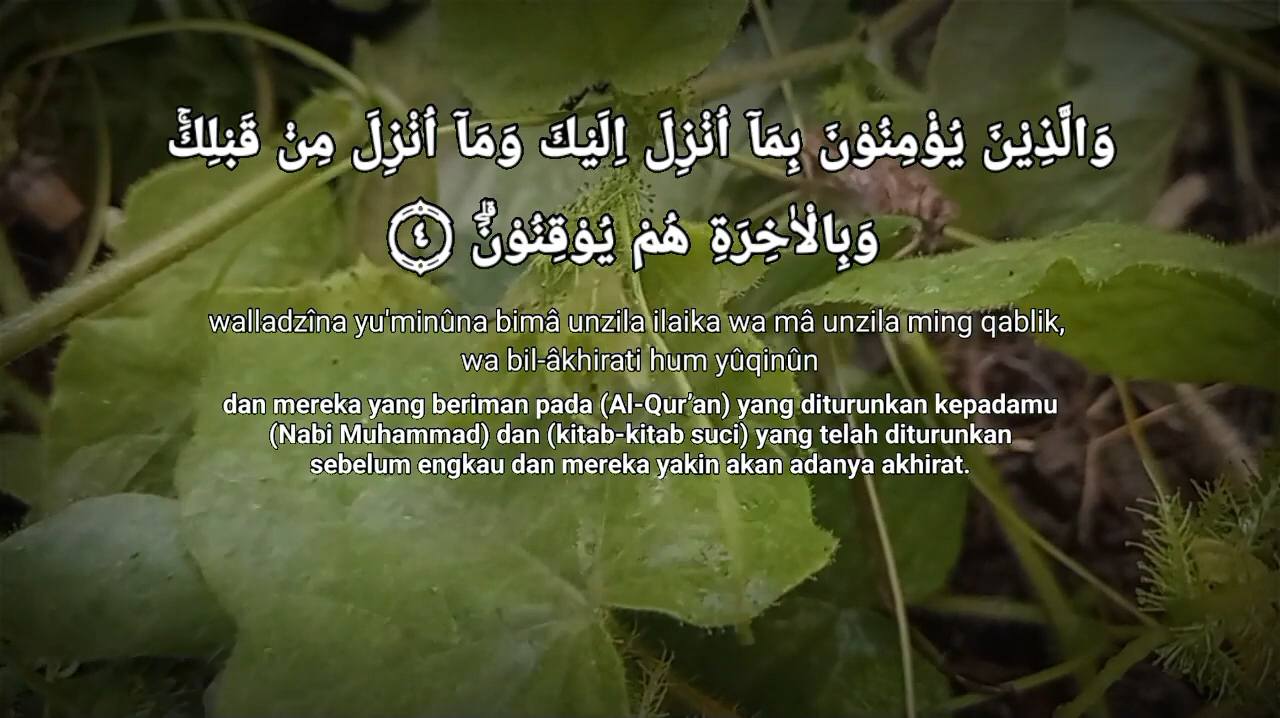 وَالَّذِيْنَ يُؤْمِنُوْنَ بِمَآ اُنْزِلَ اِلَيْكَ وَمَآ اُنْزِلَ مِنْ قَبْلِكَۚ
وَبِالْاٰخِرَةِ هُمْ يُوْقِنُوْنَۗ ٤
walladzîna yu'minûna bimâ unzila ilaika wa mâ unzila ming qablik,
wa bil-âkhirati hum yûqinûn
dan mereka yang beriman pada (Al-Qur’an) yang diturunkan kepadamu
(Nabi Muhammad) dan (kitab-kitab suci) yang telah diturunkan
sebelum engkau dan mereka yakin akan adanya akhirat.